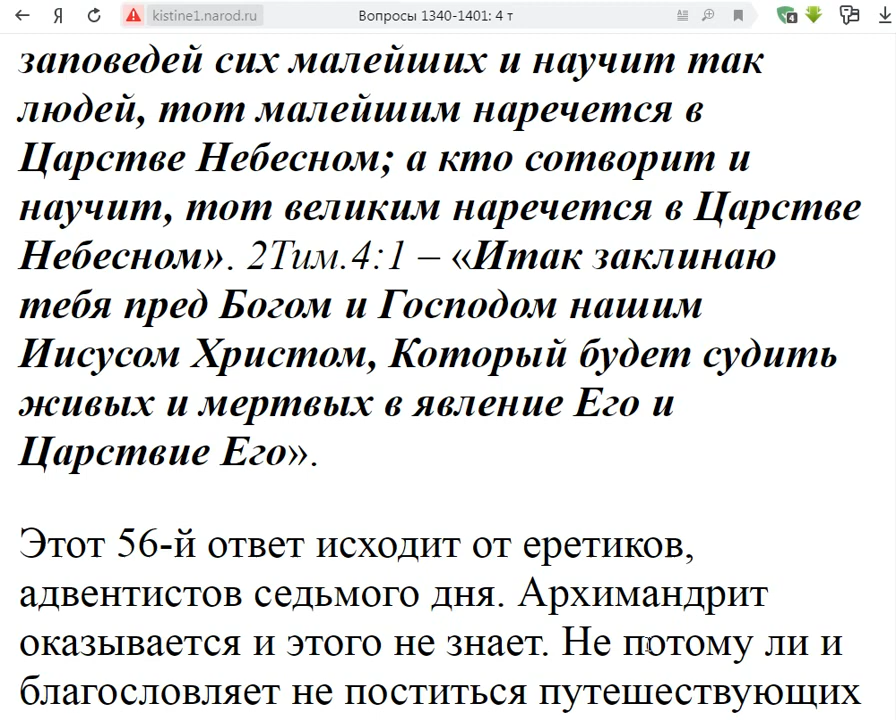 Я kistine1.narod.ru Вопросы 1340-1401: 4 т 4
заповедей сих малейших и научит так
людей, тот малейшим наречется в
Царстве Небесном; а кто сотворит и
научит, тот великим наречется в Царстве
Небесном». 2Тим.4:1 – «Итак заклинаю
тебя пред Богом и Господом нашим
Иисусом Христом, Который будет судить
живых и мертвых в явление Его и
Царствие Его».
Этот 56-й ответ исходит от еретиков,
адвентистов седьмого дня. Архимандрит
оказывается и этого не знает. Не потому ли и
благословляет не поститься путешествующих